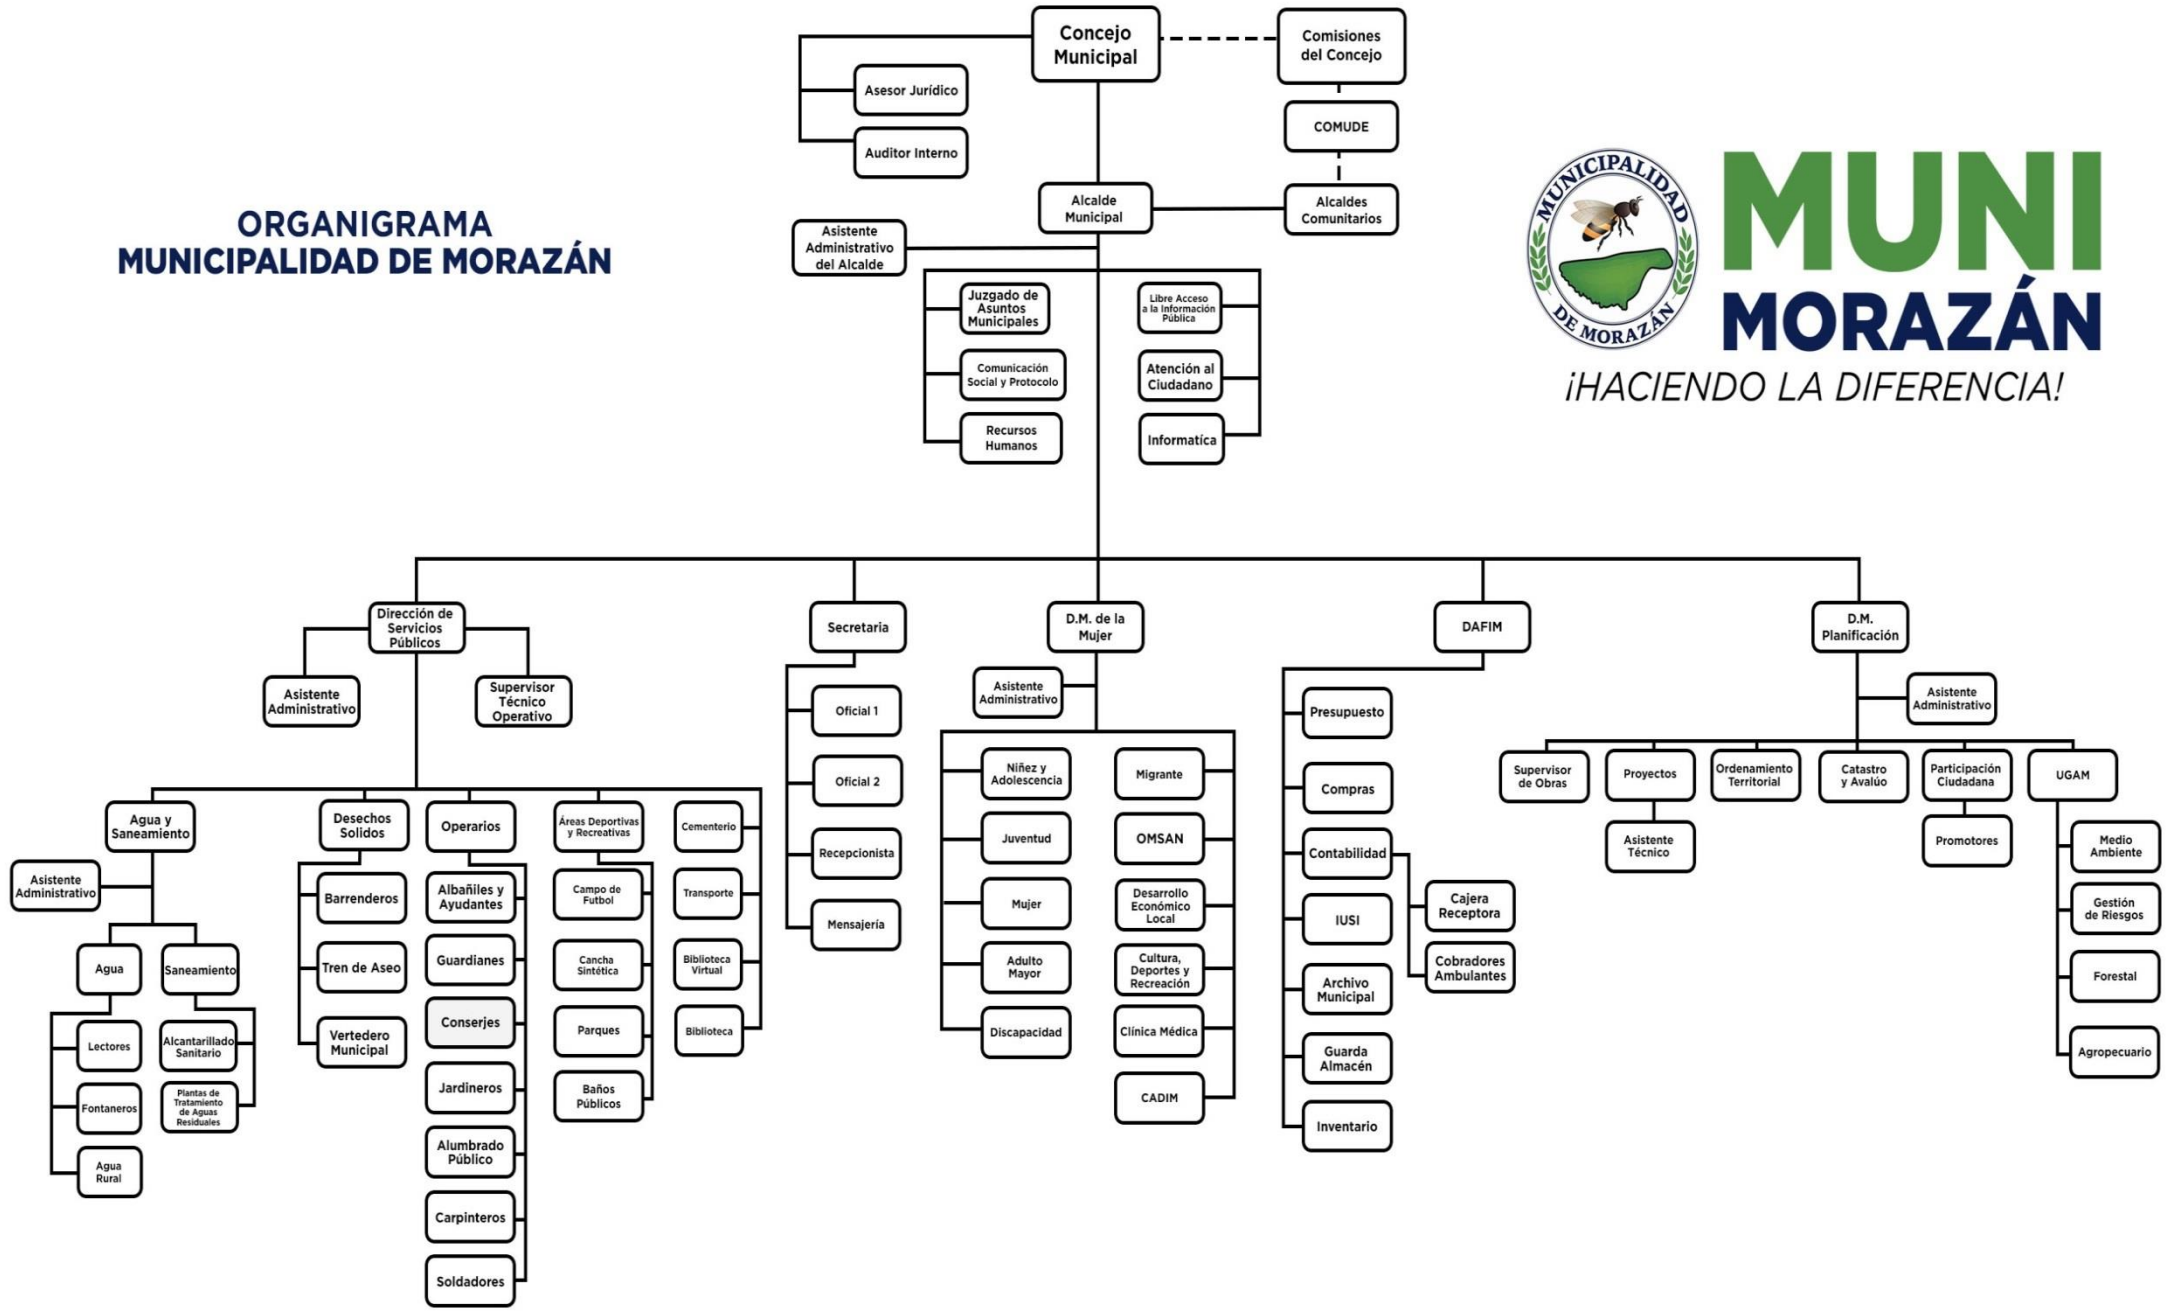 Concejo
Municipal
Comisiones
del Concejo
Asesor Jurídico
COMUDE
Auditor Interno
Alcalde
Municipal
Alcaldes
Comunitarios
Asistente
Administrativo
del Alcalde
ORGANIGRAMA
MUNICIPALIDAD DE MORAZÁN
MUNICIPALIDAD
DE MORAZÁN
MUNI
MORAZÁN
¡HACIENDO LA DIFERENCIA!
Juzgado de
Asuntos
Municipales
Libre Acceso
a la Información
Pública
Comunicación
Social y Protocolo
Atención al
Ciudadano
Recursos
Humanos
Informatíca
Dirección de
Servicios
Públicos
Secretaria
D.M. de la
Mujer
DAFIM
D.M.
Planificación
Asistente
Administrativo
Supervisor
Técnico
Operativo
Agua y
Saneamiento
Asistente
Administrativo
Agua
Saneamiento
Lectores
Fontaneros
Agua
Rural
Alcantarillado
Sanitario
Plantas de
Tratamiento
de Aguas
Residuales
Desechos
Solidos
Barrenderos
Tren de Aseo
Vertedero
Municipal
Operarios
Albañiles y
Ayudantes
Guardianes
Conserjes
Jardineros
Alumbrado
Público
Carpinteros
Soldadores
Áreas Deportivas
y Recreativas
Campo de
Futbol
Cancha
Sintética
Parques
Baños
Públicos
Cementerio
Transporte
Biblioteca
Virtual
Biblioteca
Oficial 1
Oficial 2
Recepcionista
Mensajería
Asistente
Administrativo
Niñez y
Adolescencia
Juventud
Mujer
Adulto
Mayor
Discapacidad
Migrante
OMSAN
Desarrollo
Económico
Local
Cultura,
Deportes y
Recreación
Clínica Médica
CADIM
Presupuesto
Compras
Contabilidad
IUSI
Archivo
Municipal
Guarda
Almacén
Inventario
Cajera
Receptora
Cobradores
Ambulantes
Asistente
Administrativo
Supervisor
de Obras
Proyectos
Asistente
Técnico
Ordenamiento
Territorial
Catastro
y Avalúo
Participación
Ciudadana
Promotores
UGAM
Medio
Ambiente
Gestión
de Riesgos
Forestal
Agropecuario